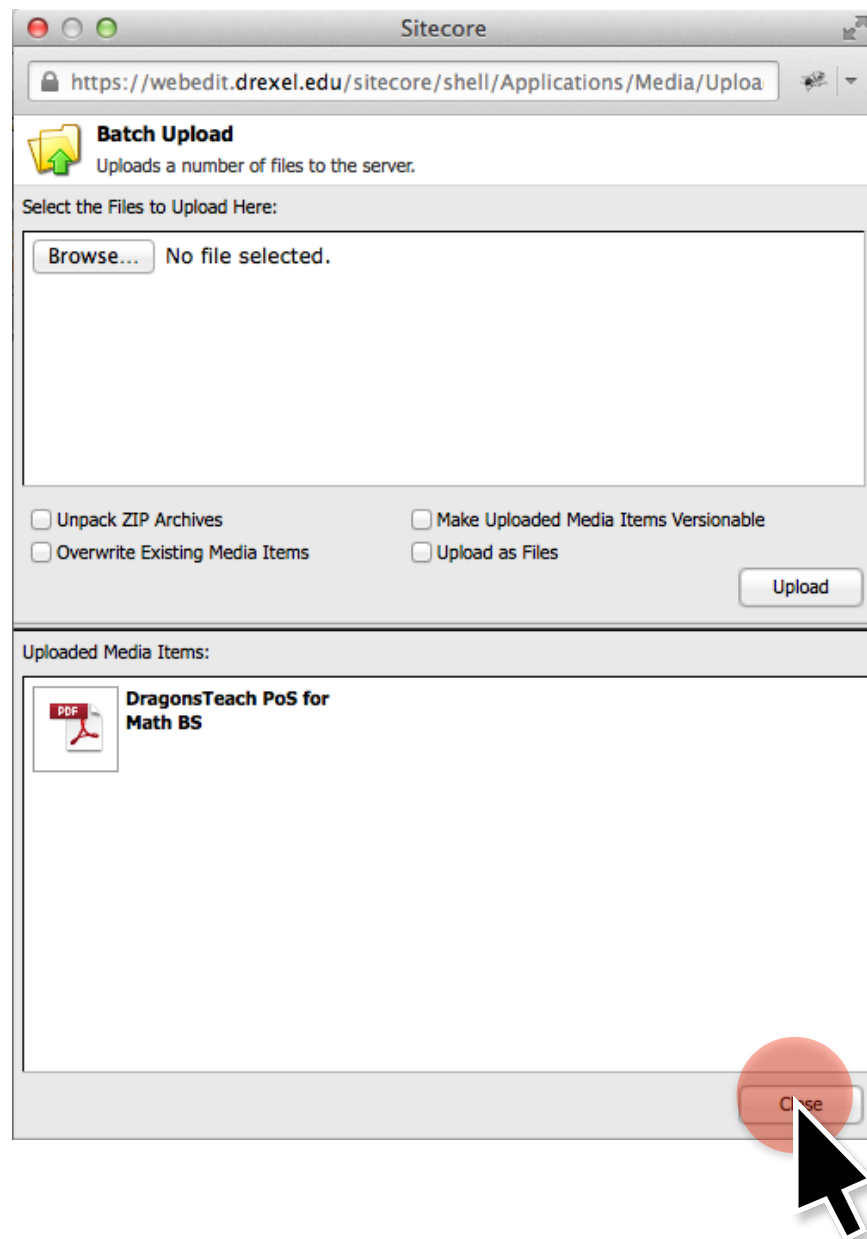 Sitecore
https://webedit.drexel.edu/sitecore/shell/Applications/Media/Uploa
Batch Upload
Uploads a number of files to the server.
Select the Files to Upload Here:
Browse... No file selected.
Unpack ZIP Archives
Make Uploaded Media Items Versionable
Overwrite Existing Media Items
Upload as Files
Upload
Uploaded Media Items:
PDF
DragonsTeach PoS for
Math BS
Close